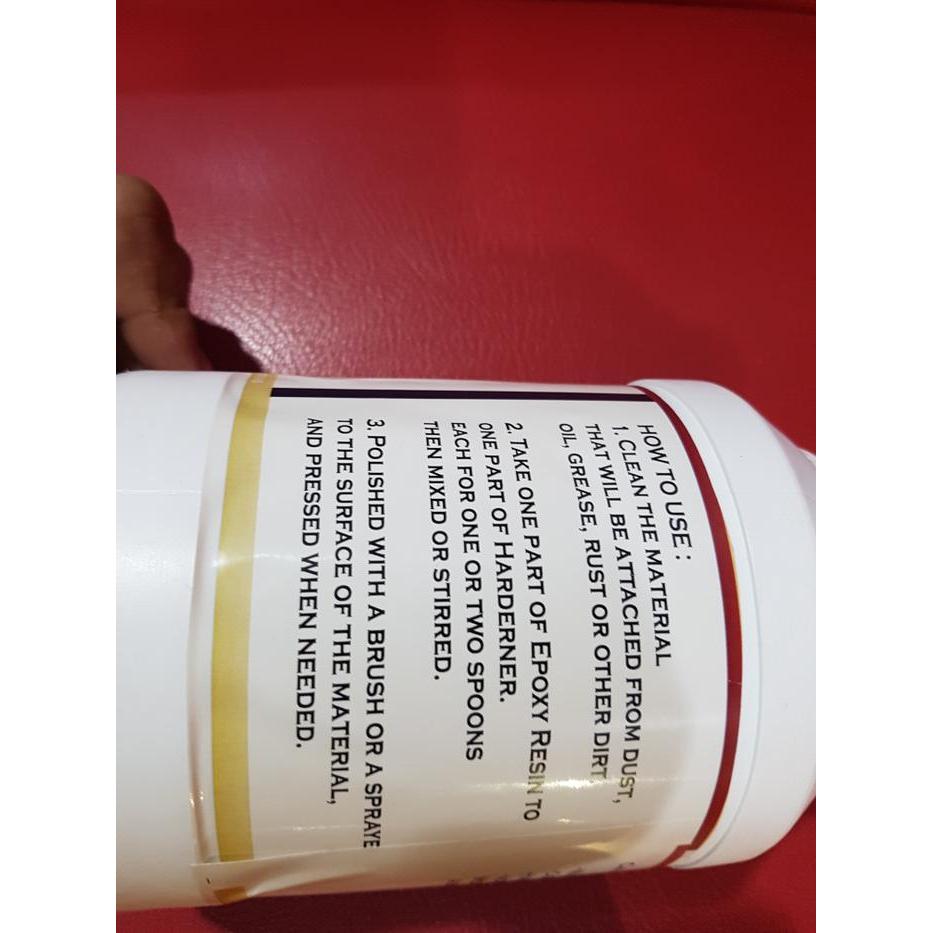 HOW TO USE :
1. CLEAN THE MATERIAL
THAT WILL BE ATTACHED FROM DUST,
OIL, GREASE, RUST OR OTHER DIRT
2. TAKE ONE PART OF EPOXY RESIN TO
ONE PART OF HARDERNER.
EACH FOR ONE OR TWO SPOONS
THEN MIXED OR STIRRED.
3. POLISHED WITH A BRUSH OR A SPRAYE
TO THE SURFACE OF THE MATERIAL,
AND PRESSED WHEN NEEDED.